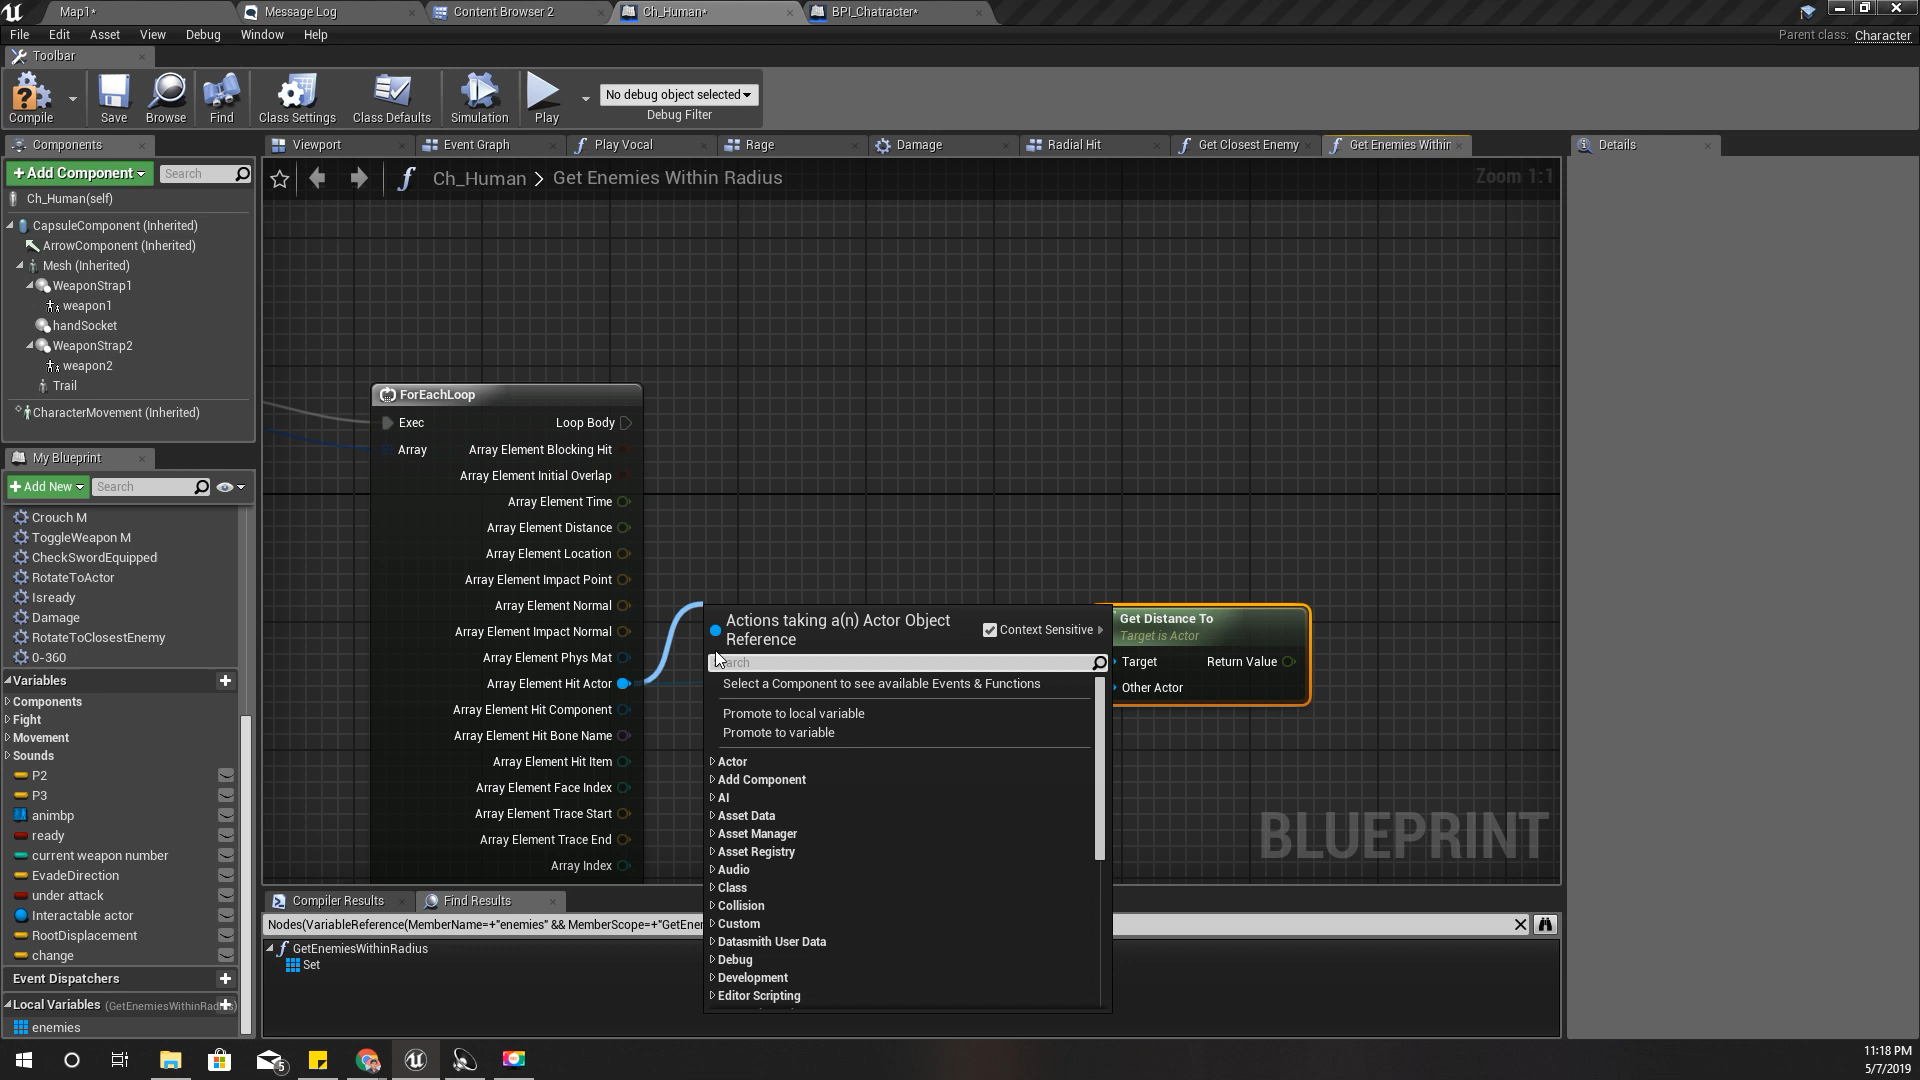 Map1*
Message Log
Content Browser 2
Ch_Human*
BPI_Chatracter*
File Edit Asset View Debug Window Help
Parent class: Character
Toolbar
Compile
Save
Browse
Find
Class Settings
Class Defaults
Simulation
Play
No debug object selected
Debug Filter
Components
+Add Component
Search
Ch_Human(self)
CapsuleComponent (Inherited)
ArrowComponent (Inherited)
Mesh (Inherited)
WeaponStrap1
weapon1
handSocket
WeaponStrap2
weapon2
Trail
CharacterMovement (Inherited)
My Blueprint
+Add New
Search
Crouch M
ToggleWeapon M
CheckSwordEquipped
RotateToActor
Isready
Damage
RotateToClosestEnemy
0-360
Variables
Components
Fight
Movement
Sounds
P2
P3
animbp
ready
current weapon number
EvadeDirection
under attack
Interactable actor
RootDisplacement
change
Event Dispatchers
Local Variables (GetEnemiesWithinRadius)
enemies
Viewport
Event Graph
Play Vocal
Rage
Damage
Radial Hit
Get Closest Enemy
Get Enemies Within
Ch_Human > Get Enemies Within Radius
Zoom 1:1
ForEachLoop
Exec
Loop Body
Array
Array Element Blocking Hit
Array Element Initial Overlap
Array Element Time
Array Element Distance
Array Element Location
Array Element Impact Point
Array Element Normal
Array Element Impact Normal
Array Element Phys Mat
Array Element Hit Actor
Array Element Hit Component
Array Element Hit Bone Name
Array Element Hit Item
Array Element Face Index
Array Element Trace Start
Array Element Trace End
Array Index
Actions taking a(n) Actor Object
Reference
Context Sensitive
Select a Component to see available Events & Functions
Promote to local variable
Promote to variable
Actor
Add Component
AI
Asset Data
Asset Manager
Asset Registry
Audio
Class
Collision
Custom
Datasmith User Data
Debug
Development
Editor Scripting
Get Distance To
Target is Actor
Target
Return Value
Other Actor
BLUEPRINT
Compiler Results
Find Results
Nodes(VariableReference(MemberName=+"enemies" && MemberScope=+"GetEner
GetEnemiesWithinRadius
Set
Details
5
11:18 PM
5/7/2019